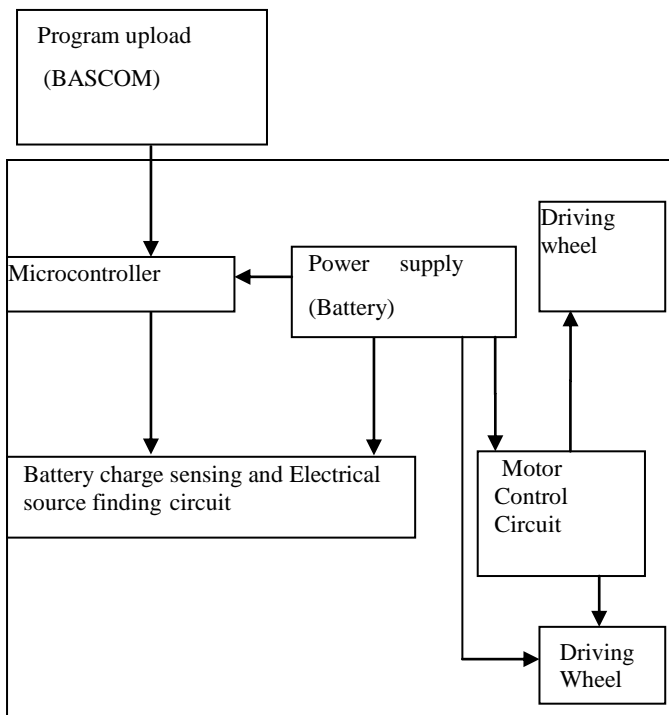 Program upload
(BASCOM)
Driving
wheel
Microcontroller
Power supply
(Battery)
Battery charge sensing and Electrical
source finding circuit
Motor
Control
Circuit
Driving
Wheel